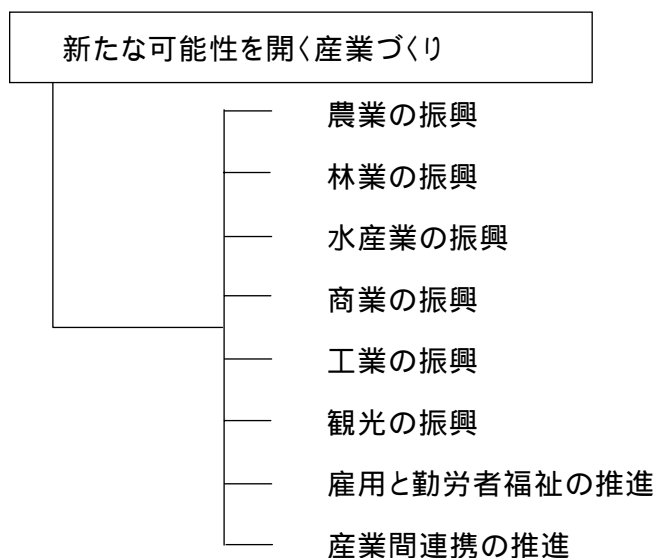 新たな可能性を開く産業づくり
農業の振興
林業の振興
水産業の振興
商業の振興
工業の振興
観光の振興
雇用と勤労者福祉の推進
産業間連携の推進